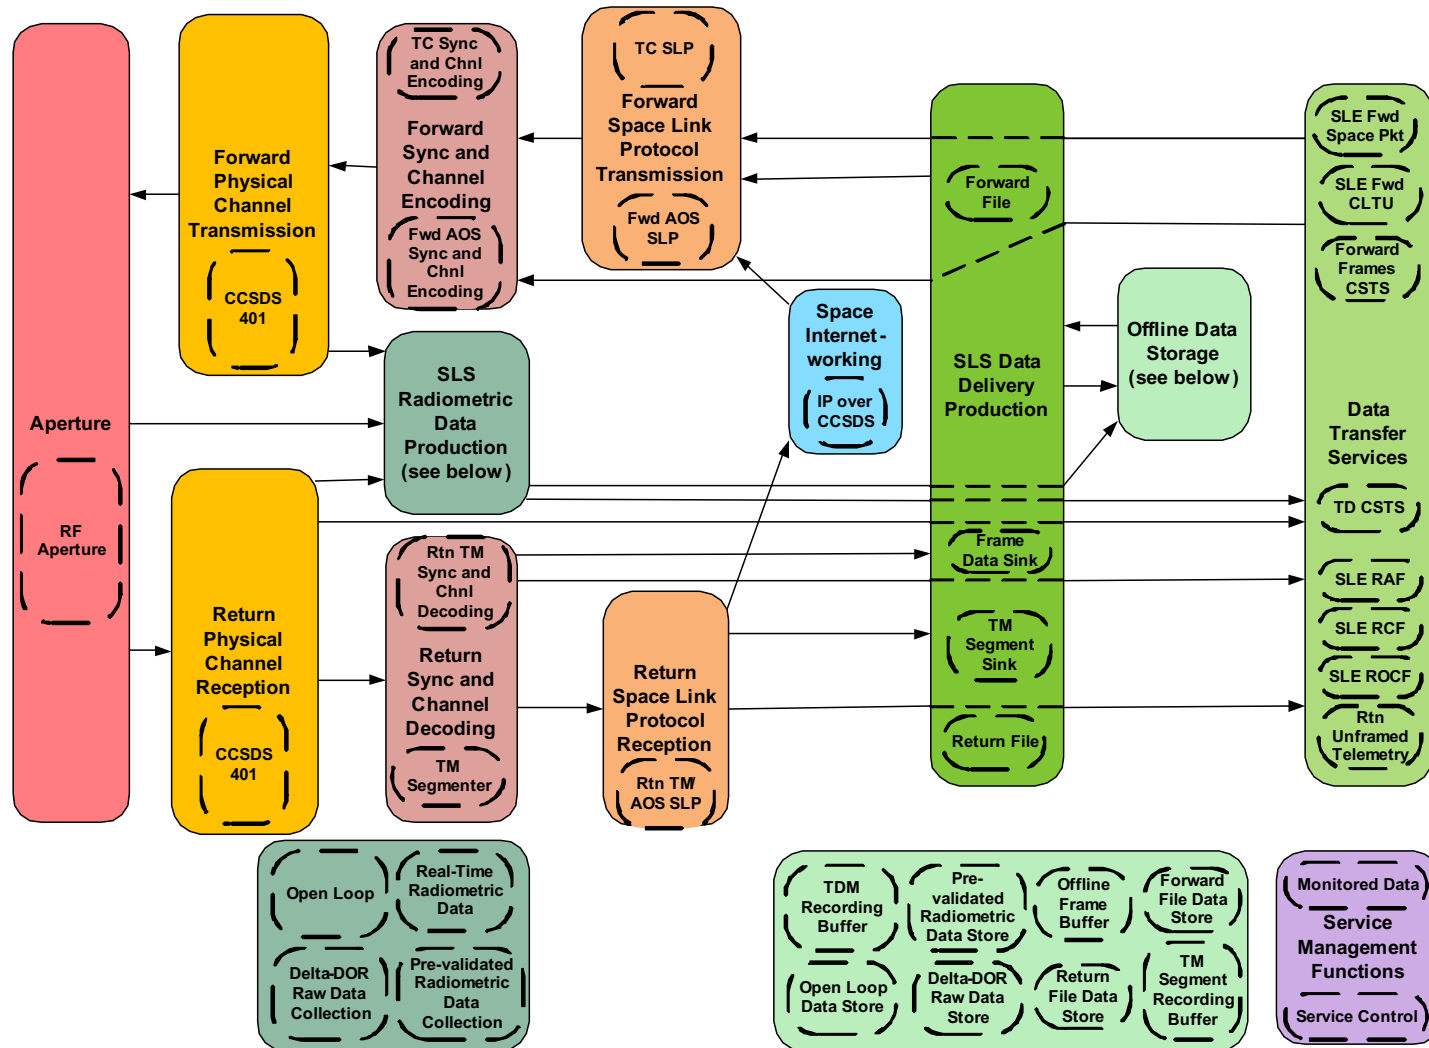 Aperture
RF
Aperture
Forward
Physical
Channel
Transmission
CCSDS
401
Return
Physical
Channel
Reception
CCSDS
401
TC Sync
and Chnl
Encoding
Forward
Sync and
Channel
Encoding
Fwd AOS
Sync and
Chnl
Encoding
SLS
Radiometric
Data
Production
(see below)
Rtn TM
Sync and
Chnl
Decoding
Return
Sync and
Channel
Decoding
TM
Segmenter
TC SLP
Forward
Space Link
Protocol
Transmission
Fwd AOS
SLP
Return
Space Link
Protocol
Reception
Rtn TM/
AOS SLP
Space
Internet-
working
IP over
CCSDS
Forward
File
SLS Data
Delivery
Production
Frame
Data Sink
TM
Segment
Sink
Return File
Offline Data
Storage
(see below)
SLE Fwd
Space Pkt
SLE Fwd
CLTU
Forward
Frames
CSTS
Data
Transfer
Services
TD CSTS
SLE RAF
SLE RCF
SLE ROCF
Rtn
Unframed
Telemetry
Open Loop
Real-Time
Radiometric
Data
Delta-DOR
Raw Data
Collection
Pre-validated
Radiometric
Data
Collection
TDM
Recording
Buffer
Pre-
validated
Radiometric
Data Store
Offline
Frame
Buffer
Forward
File Data
Store
Open Loop
Data Store
Delta-DOR
Raw Data
Store
Return
File Data
Store
TM
Segment
Recording
Buffer
Monitored Data
Service
Management
Functions
Service Control